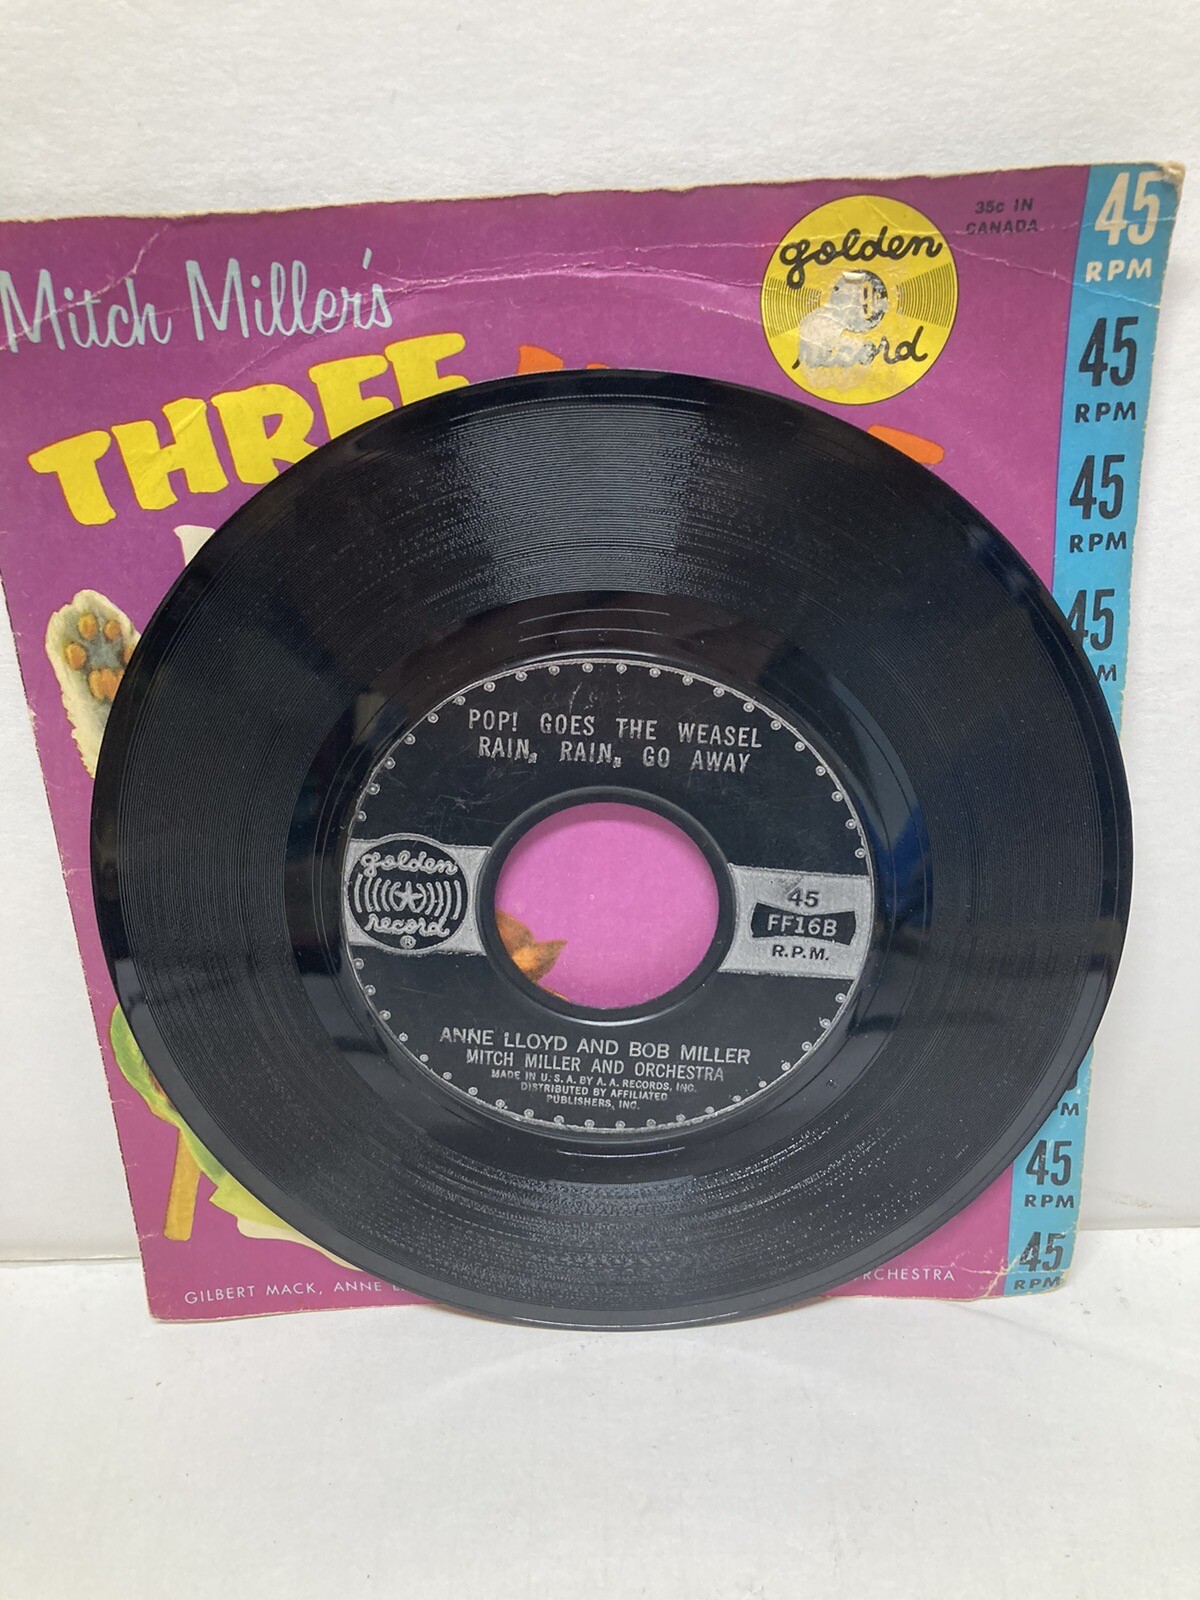 Mitch Miller's
THREE
golden
record
35c IN
CANADA
45
RPM
45
RPM
45
RPM
45
POP! GOES THE WEASEL
RAIN, RAIN, GO AWAY
golden
record
®
45
FF16B
R.P.M.
ANNE LLOYD AND BOB MILLER
MITCH MILLER AND ORCHESTRA
MADE IN U.S.A. BY A.A. RECORDS, INC.
DISTRIBUTED BY AFFILIATED
PUBLISHERS, INC.
45
RPM
45
RPM
GILBERT MACK, ANNE